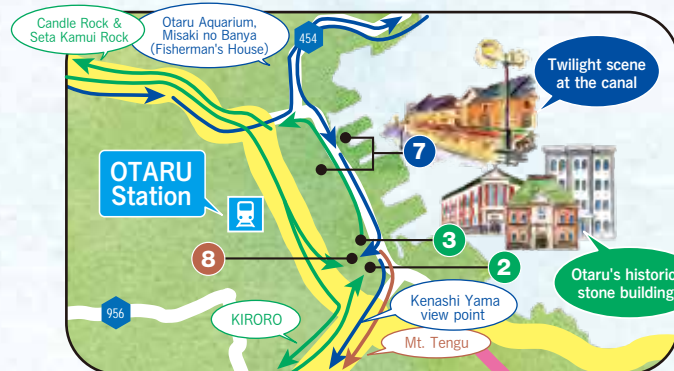 Candle Rock &
Seta Kamui Rock
Otaru Aquarium,
Misaki no Banya
(Fisherman's House)
454
Twilight scene
at the canal
7
OTARU
Station
3
8
2
Otaru's historic
stone building
956
KIRORO
Kenashi Yama
view point
Mt. Tengu